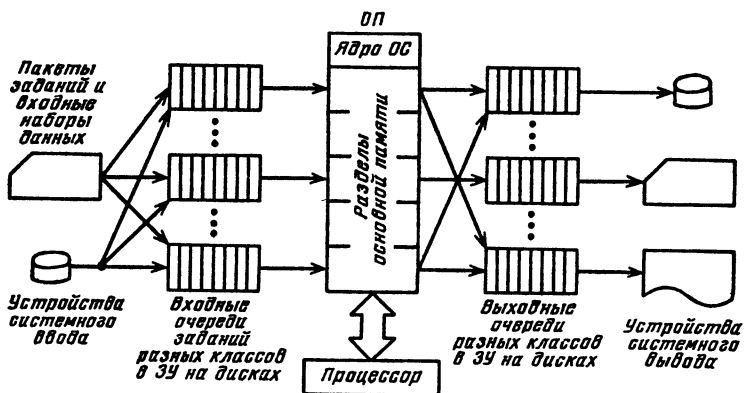 ОП
Ядро ОС
Пакеты
заданий и
входные
наборы
данных
Разделы
основной памяти
Устройства
системного
ввода
Входные
очереди
заданий
разных классов
в ЗУ на дисках
Выходные
очереди
разных классов
в ЗУ на дисках
Устройства
системного
вывода
Процессор